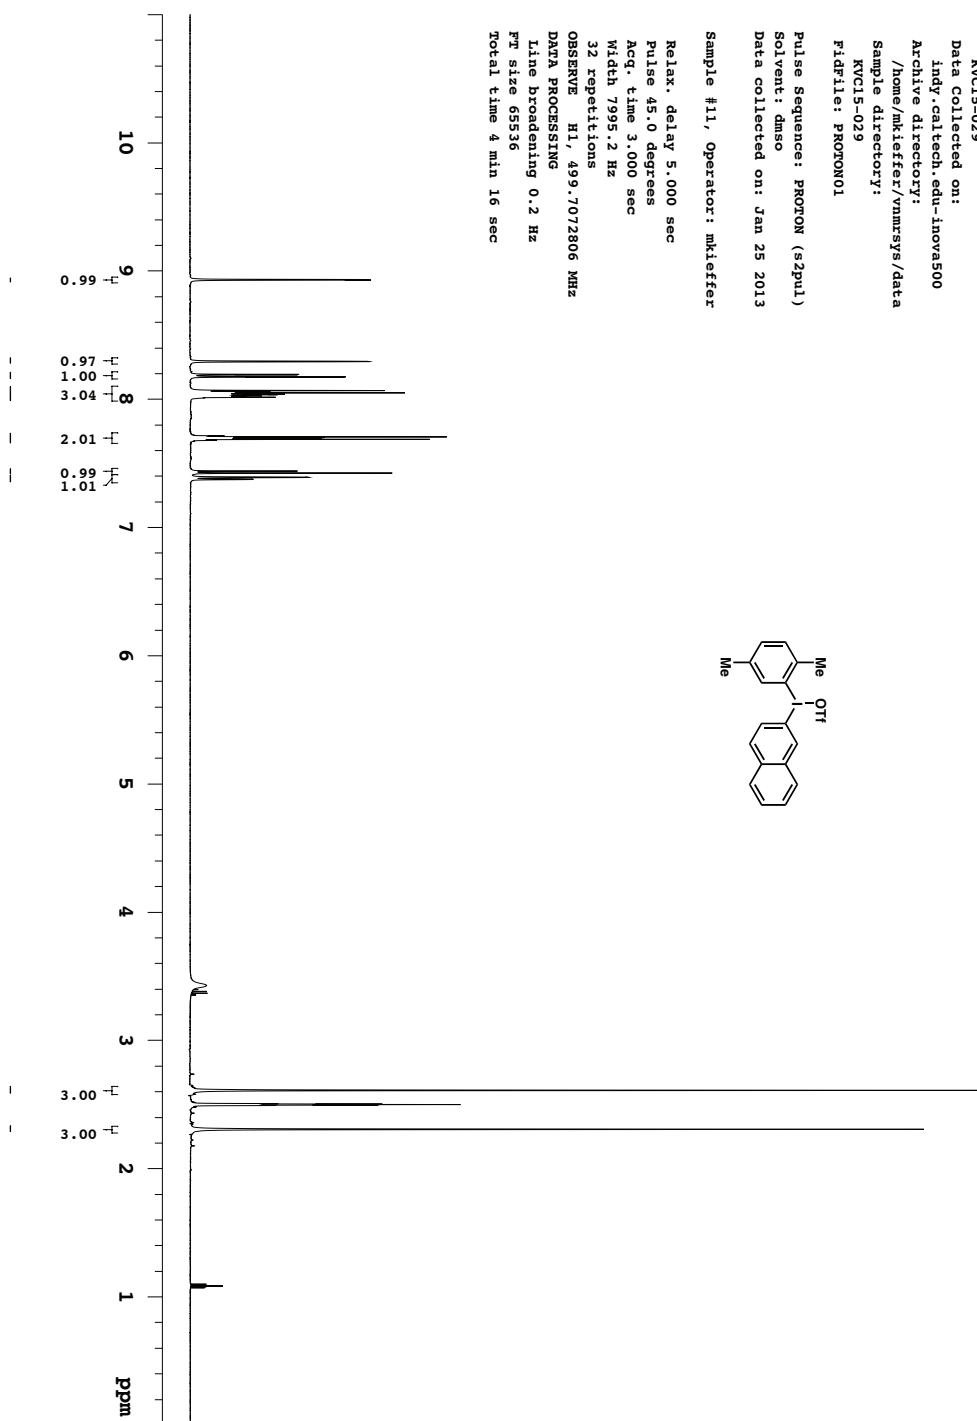 Data Collected on:
indy.caltech.edu-inova500
Archive directory:
/home/mkieffer/vnmrsys/data
Sample directory:
KVC15-029
FidFile: PROTON01
Pulse Sequence: PROTON (s2pul)
Solvent: dmso
Data collected on: Jan 25 2013
Sample #11, Operator: mkieffer
Relax. delay 5.000 sec
Pulse 45.0 degrees
Acq. time 3.000 sec
Width 7995.2 Hz
32 repetitions
OBSERVE H1, 499.7072806 MHz
DATA PROCESSING
Line broadening 0.2 Hz
FT size 65536
Total time 4 min 16 sec
Me
Me
I
OTf
10
9
8
7
6
5
4
3
2
1
ppm
0.99
0.97
1.00
3.04
2.01
0.99
1.01
3.00
3.00